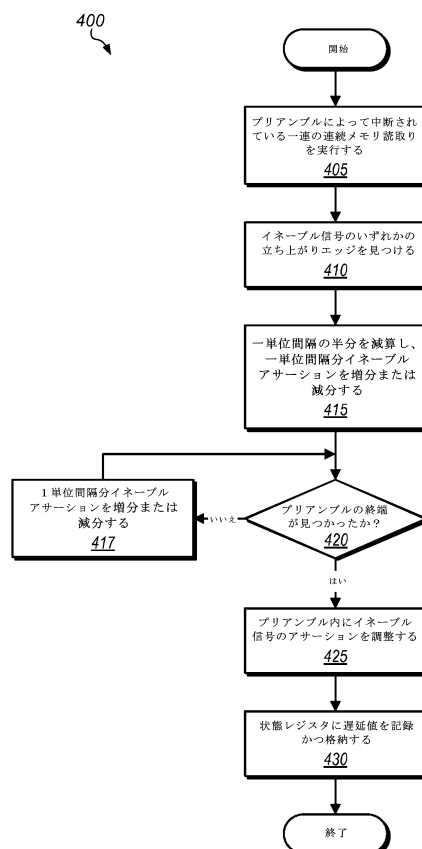 400
開始
プリアンブルによって中断され
ている一連の連続メモリ読取り
を実行する
405
イネーブル信号のいずれかの
立ち上がりエッジを見つける
410
一単位間隔の半分を減算し、
一単位間隔分イネーブル
アサーションを増分または
減分する
415
プリアンブルの終端
が見つかったか?
420
いいえ
1単位間隔分イネーブル
アサーションを増分または
減分する
417
はい
プリアンブル内にイネーブル
信号のアサーションを調整する
425
状態レジスタに遅延値を記録
かつ格納する
430
終了